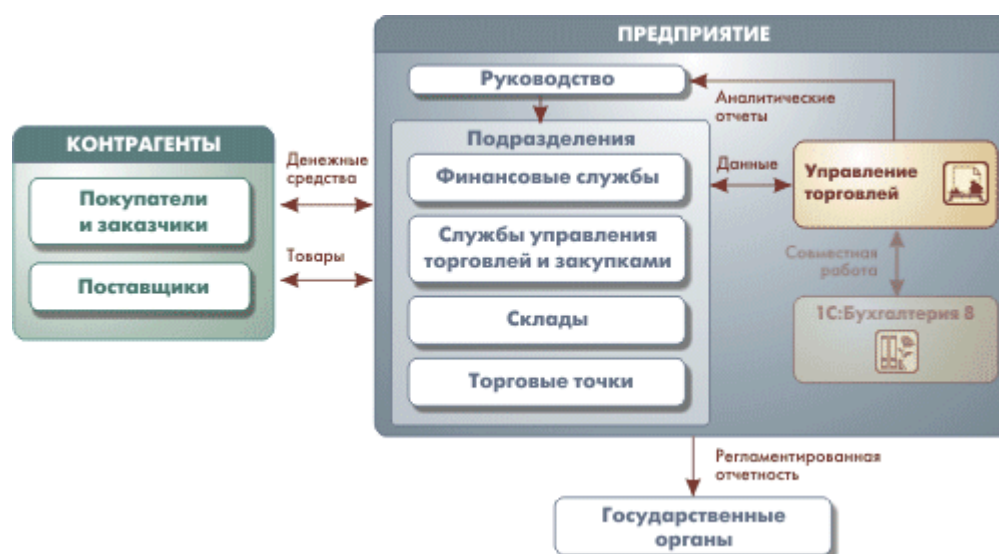 ПРЕДПРИЯТИЕ
Руководство
Аналитические
отчеты
КОНТРАГЕНТЫ
Покупатели
и заказчики
Поставщики
Денежные
средства
Товары
Подразделения
Финансовые службы
Службы управления
торговлей и закупками
Склады
Торговые точки
Данные
Управление
торговлей
Совместная
работа
1С:Бухгалтерия 8
Регламентированная
отчетность
Государственные
органы